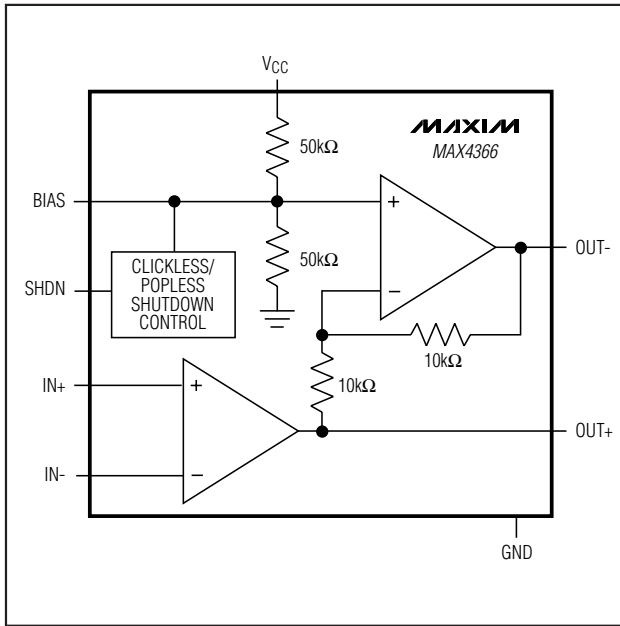 VCC
MAXIM
MAX4366
50kΩ
BIAS
+
OUT-
50kΩ
CLICKLESS/
POPLESS
SHUTDOWN
CONTROL
SHDN
−
10kΩ
10kΩ
IN+
+
OUT+
IN-
−
GND